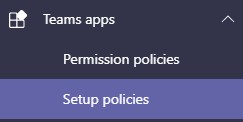 Teams apps
Permission policies
Setup policies